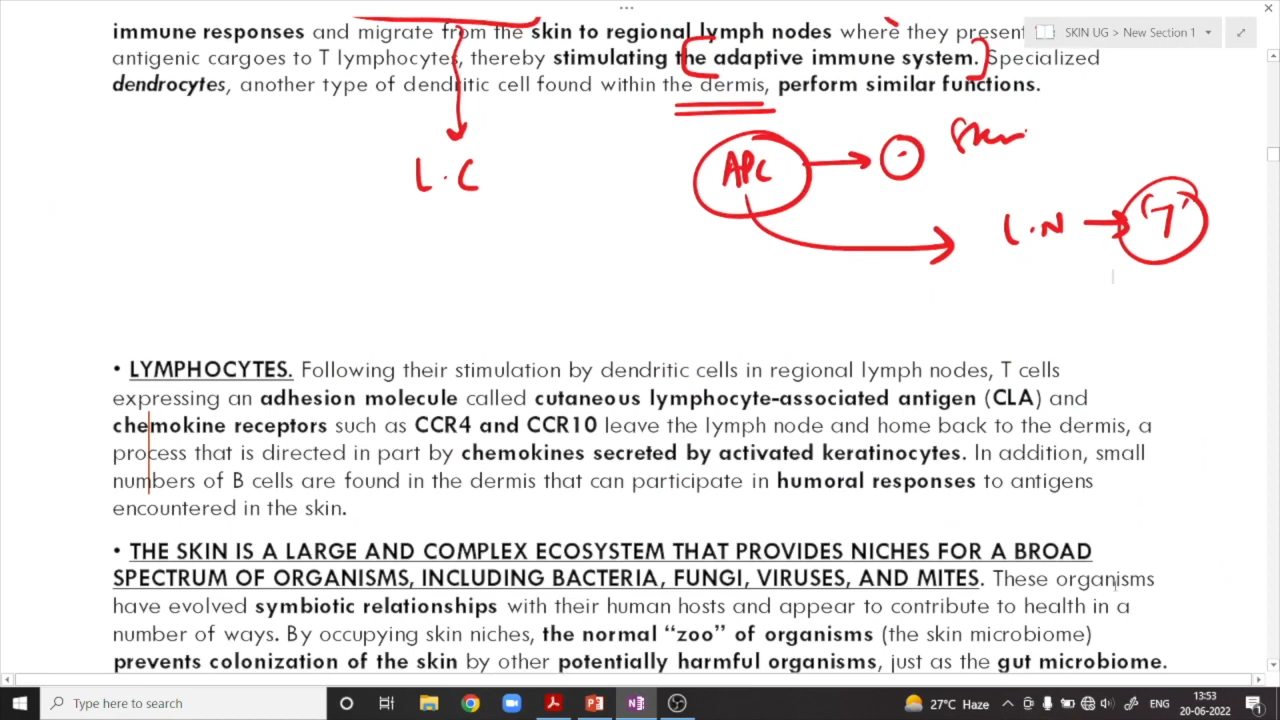 immune responses and migrate from the skin to regional lymph nodes where they present
SKIN UG > New Section 1
antigenic cargoes to T lymphocytes, thereby stimulating the adaptive immune system. Specialized
dendrocytes, another type of dendritic cell found within the dermis, perform similar functions.
Skin
APC
L.C
L.N
T
• LYMPHOCYTES. Following their stimulation by dendritic cells in regional lymph nodes, T cells
expressing an adhesion molecule called cutaneous lymphocyte-associated antigen (CLA) and
chemokine receptors such as CCR4 and CCR10 leave the lymph node and home back to the dermis, a
process that is directed in part by chemokines secreted by activated keratinocytes. In addition, small
numbers of B cells are found in the dermis that can participate in humoral responses to antigens
encountered in the skin.
• THE SKIN IS A LARGE AND COMPLEX ECOSYSTEM THAT PROVIDES NICHES FOR A BROAD
SPECTRUM OF ORGANISMS, INCLUDING BACTERIA, FUNGI, VIRUSES, AND MITES. These organisms
have evolved symbiotic relationships with their human hosts and appear to contribute to health in a
number of ways. By occupying skin niches, the normal “zoo” of organisms (the skin microbiome)
prevents colonization of the skin by other potentially harmful organisms, just as the gut microbiome.
Type here to search
27°C Haze
ENG
13:53
20-06-2022